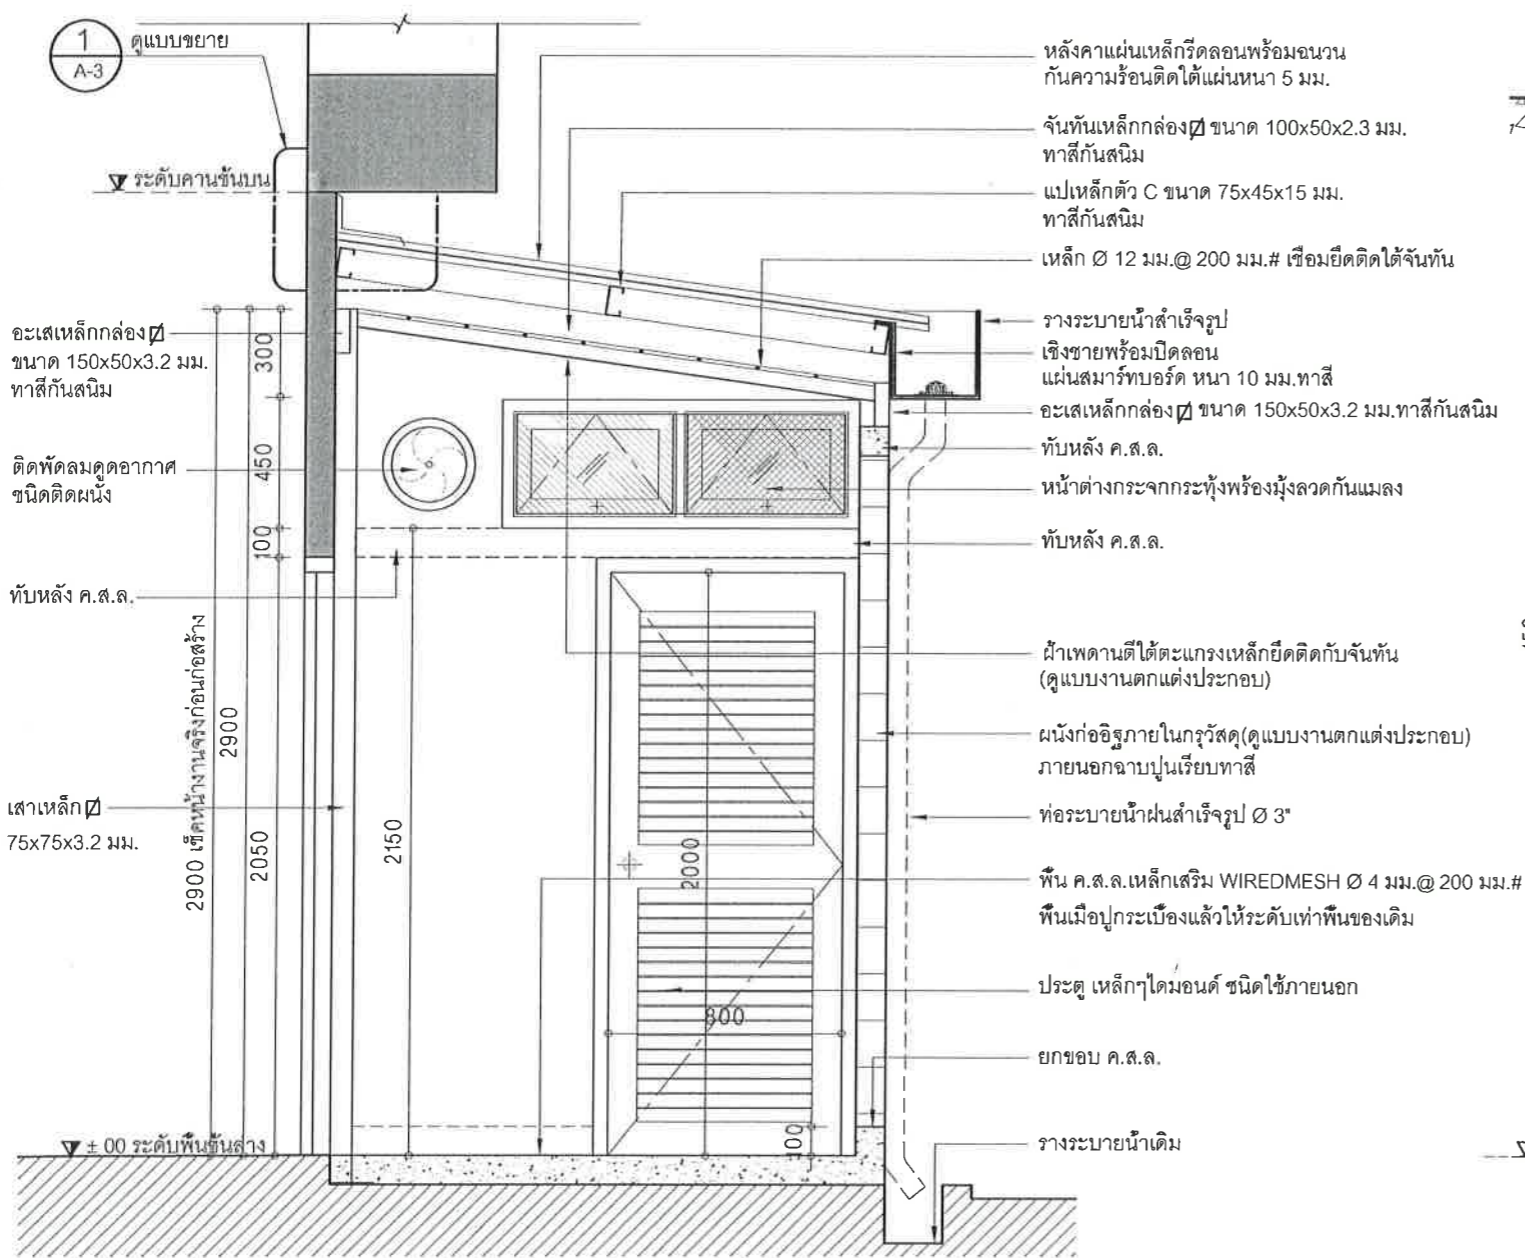 1
A-3
ดูแบบขยาย
ระดับคานชั้นบน
อะเสเหล็กกล่อง
ขนาด 150x50x3.2 มม.
ทาสีกันสนิม
ติดพัดลมดูดอากาศ
ชนิดติดผนัง
ทับหลัง ค.ส.ล.
เสาเหล็ก
75x75x3.2 มม.
± 00 ระดับพื้นชั้นล่าง
2900 เช็คหน้างานจริงก่อนก่อสร้าง
2900
300
450
100
2050
2150
2000
800
100
หลังคาแผ่นเหล็กรีดลอนพร้อมฉนวน
กันความร้อนติดใต้แผ่นหนา 5 มม.
จันทันเหล็กกล่อง ขนาด 100x50x2.3 มม.
ทาสีกันสนิม
แปเหล็กตัว C ขนาด 75x45x15 มม.
ทาสีกันสนิม
เหล็ก Ø 12 มม.@ 200 มม.# เชื่อมยึดติดใต้จันทัน
รางระบายน้ำสำเร็จรูป
เชิงชายพร้อมปิดลอน
แผ่นสมาร์ทบอร์ด หนา 10 มม.ทาสี
อะเสเหล็กกล่อง ขนาด 150x50x3.2 มม.ทาสีกันสนิม
ทับหลัง ค.ส.ล.
หน้าต่างกระจกกระทุ้งพร้องมุ้งลวดกันแมลง
ทับหลัง ค.ส.ล.
ฝ้าเพดานตีใต้ตะแกรงเหล็กยึดติดกับจันทัน
(ดูแบบงานตกแต่งประกอบ)
ผนังก่ออิฐภายในกรุวัสดุ(ดูแบบงานตกแต่งประกอบ)
ภายนอกฉาบปูนเรียบทาสี
ท่อระบายน้ำฝนสำเร็จรูป Ø 3"
พื้น ค.ส.ล.เหล็กเสริม WIREDMESH Ø 4 มม.@ 200 มม.#
พื้นเมื่อปูกระเบื้องแล้วให้ระดับเท่าพื้นของเดิม
ประตู เหล็กๆไดม่อนด์ ชนิดใช้ภายนอก
ยกขอบ ค.ส.ล.
รางระบายน้ำเดิม